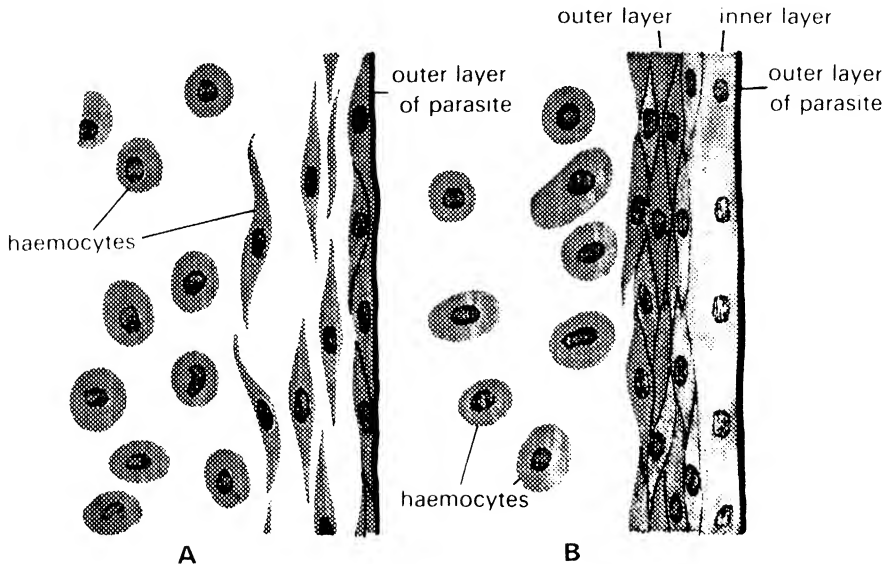 outer layer
of parasite
haemocytes
A
outer layer inner layer
outer layer
of parasite
haemocytes
B